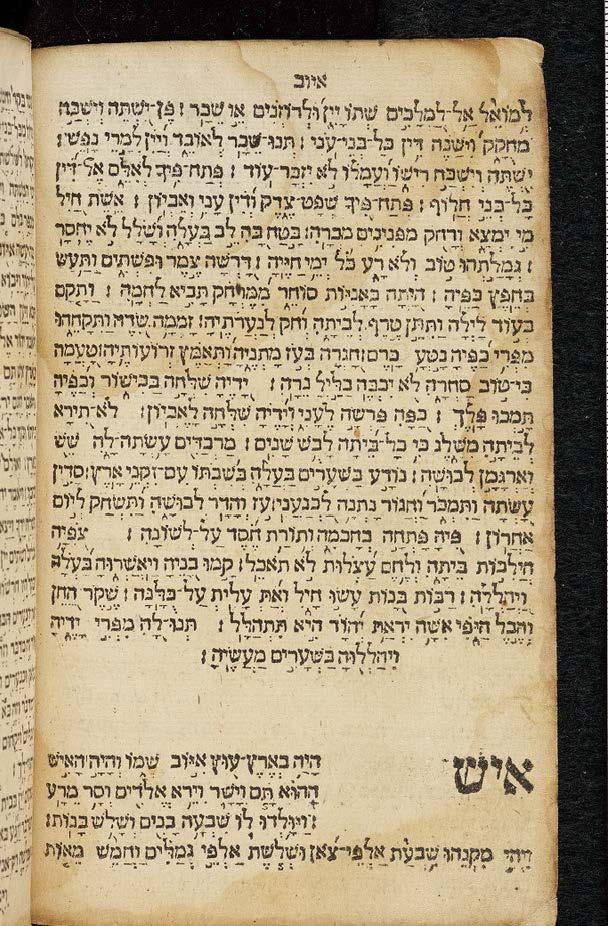 איוב
למואל אל־למלכים שתו יין ולרוזנים או שכר : פן־ישתה וישכח
מחקק וישנה דין כל־בני־עני : תנו־שכר לאובד ויין למרי נפש :
ישתה וישכח רישו ועמלו לא יזכר־עוד : פתח־פיך לאלם אל־דין
כל־בני חלוף : פתח־פיך שפט־צדק ודין עני ואביון : אשת חיל
מי ימצא ורחק מפנינים מכרה : בטח בה לב בעלה ושלל לא יחסר
: גמלתהו טוב ולא רע כל ימי חייה : דרשה צמר ופשתים ותעש
בחפץ כפיה : היתה באניות סוחר ממרחק תביא לחמה : ותקם
בעוד לילה ותתן טרף לביתה וחק לנערתיה : זממה שדה ותקחהו
מפרי כפיה נטע כרם : חגרה בעז מתניה ותאמץ זרועותיה : טעמה
כי־טוב סחרה לא יכבה בליל נרה : ידיה שלחה בכישור וכפיה
תמכו פלך : כפה פרשה לעני וידיה שלחה לאביון : לא־תירא
לביתה משלג כי כל־ביתה לבש שנים : מרבדים עשתה־לה שש
וארגמן לבושה : נודע בשערים בעלה בשבתו עם־זקני ארץ : סדין
עשתה ותמכר וחגור נתנה לכנעני : עז והדר לבושה ותשחק ליום
אחרון : פיה פתחה בחכמה ותורת חסד על־לשונה : צפיה
הילכות ביתה ולחם עצלות לא תאכל : קמו בניה ויאשרוה בעלה
ויהללה : רבות בנות עשו חיל ואת עלית על־כלנה : שקר החן
והבל היפי אשה יראת יהוד היא תתהלל : תנו־לה מפרי ידיה
ויהללוה בשערים מעשיה :
איש היה בארץ־עוץ איוב שמו והיה האיש
ההוא תם וישר וירא אלדים וסר מרע
: ויולדו לו שבעה בנים ושלש בנות :
ויהי מקנהו שבעת אלפי־צאן ושלשת אלפי גמלים וחמש מאות